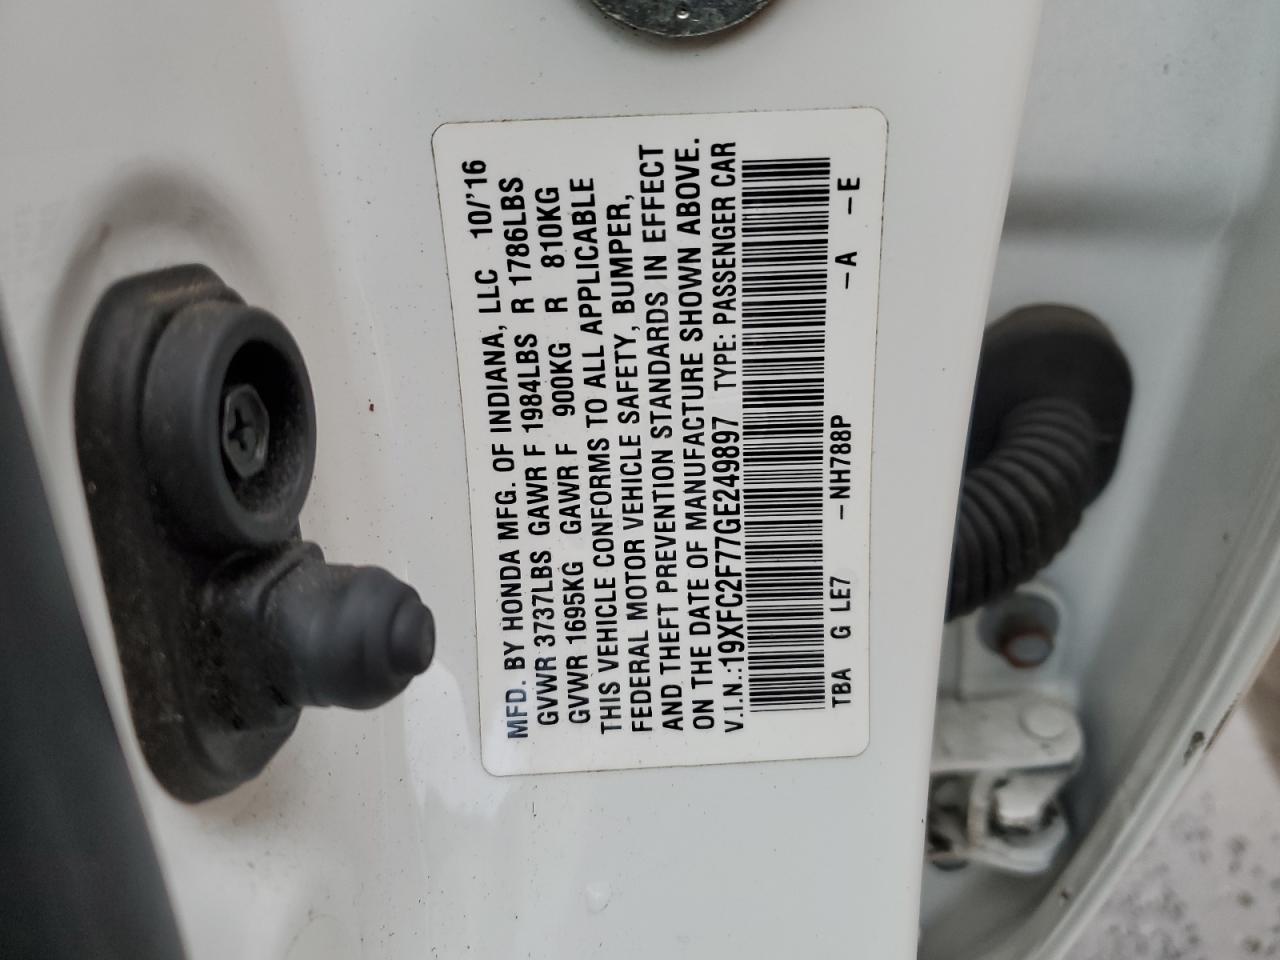 MFD. BY HONDA MFG. OF INDIANA, LLC 10/'16
GVWR 3737LBS GAWR F 1984LBS R 1786LBS
GVWR 1695KG GAWR F 900KG R 810KG
THIS VEHICLE CONFORMS TO ALL APPLICABLE
FEDERAL MOTOR VEHICLE SAFETY, BUMPER,
AND THEFT PREVENTION STANDARDS IN EFFECT
ON THE DATE OF MANUFACTURE SHOWN ABOVE.
V.I.N.:19XFC2F77GE249897 TYPE: PASSENGER CAR
TBA G LE7 -NH788P -A -E